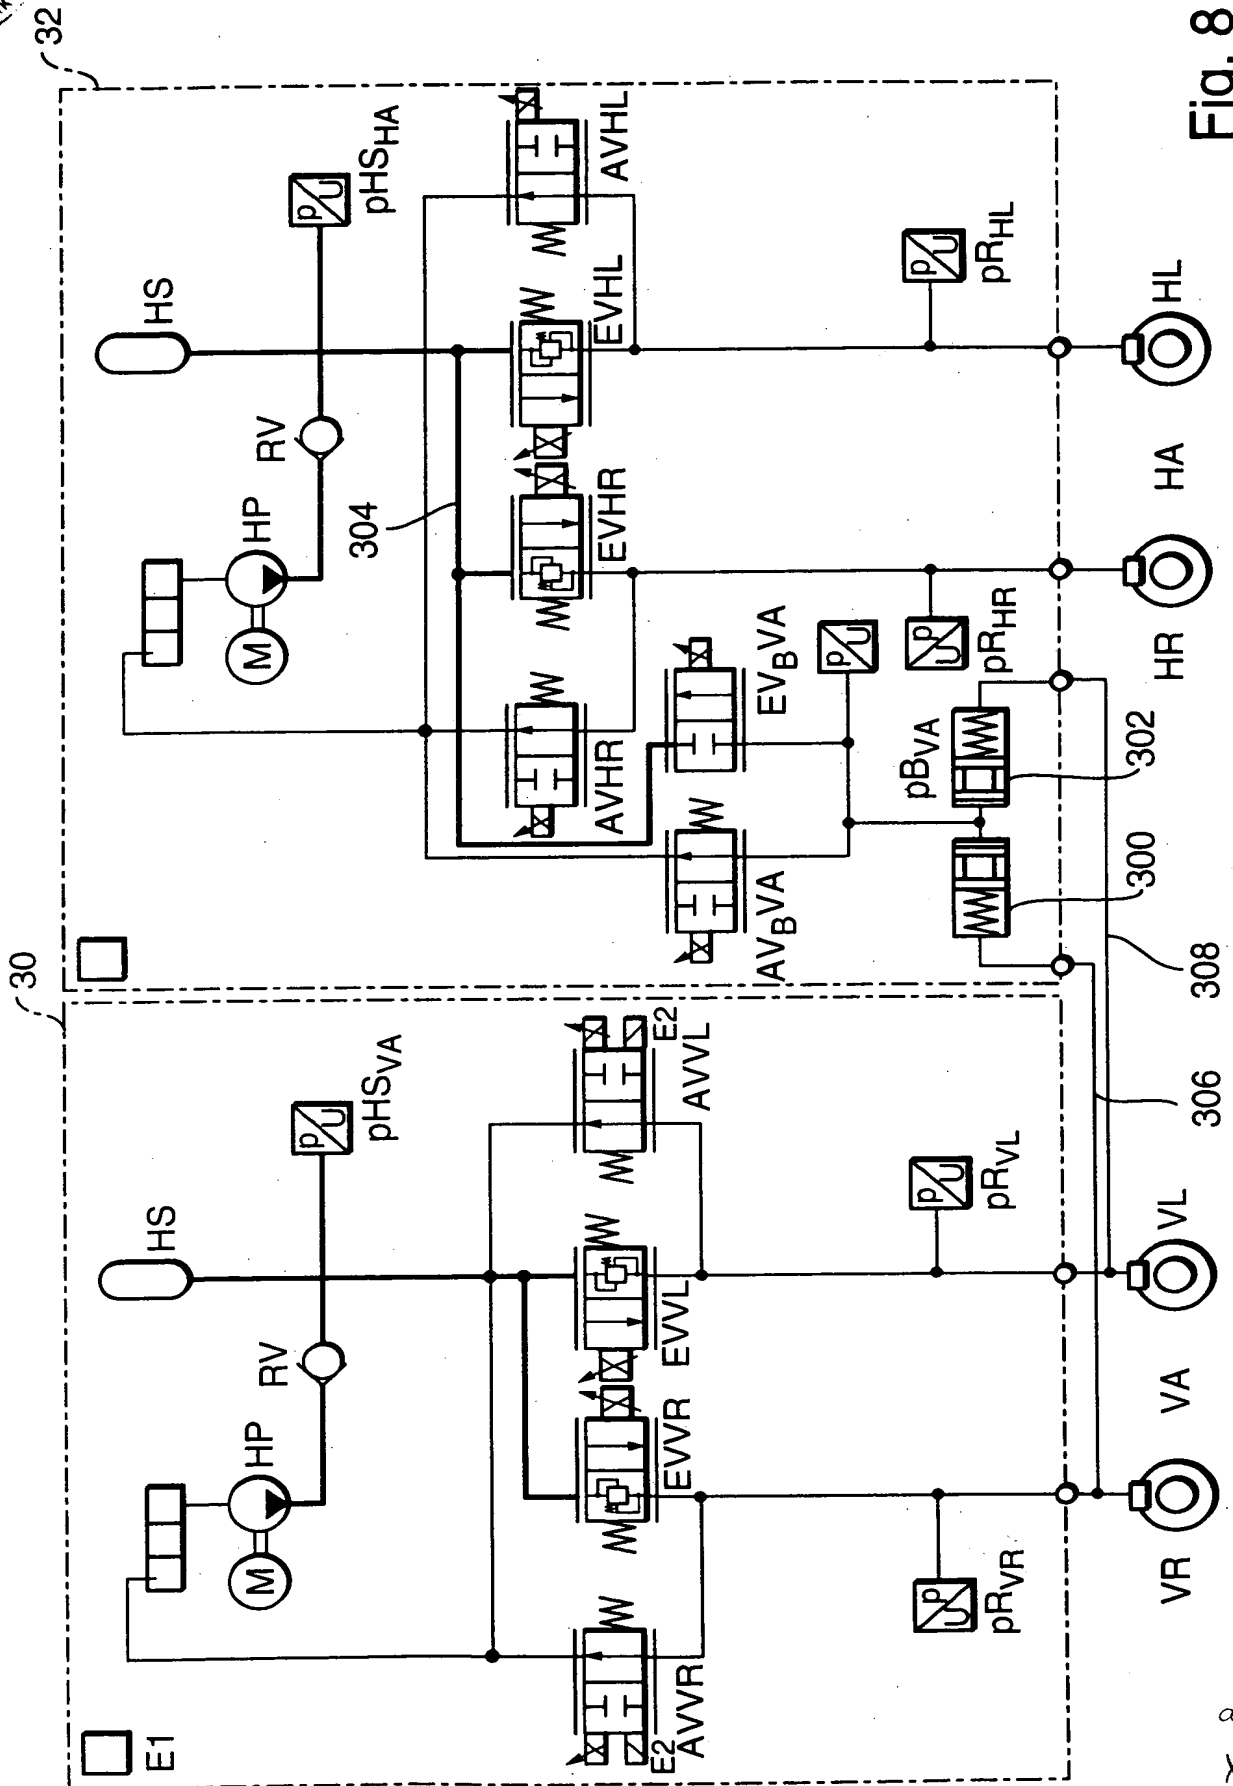 Fig. 8
32
HS
RV
HP
M
p/U
pHS_HA
304
AVHL
EVHL
EVHR
AVHR
EV_BVA
AV_BVA
p/U
pB_VA
p/U
pR_HL
p/U
pR_HR
302
300
308
306
HL
HA
HR
30
E1
HS
RV
HP
M
p/U
pHS_VA
E2
AVVL
EVVL
EVVR
E2
AVVR
p/U
pR_VL
p/U
pR_VR
VL
VA
VR